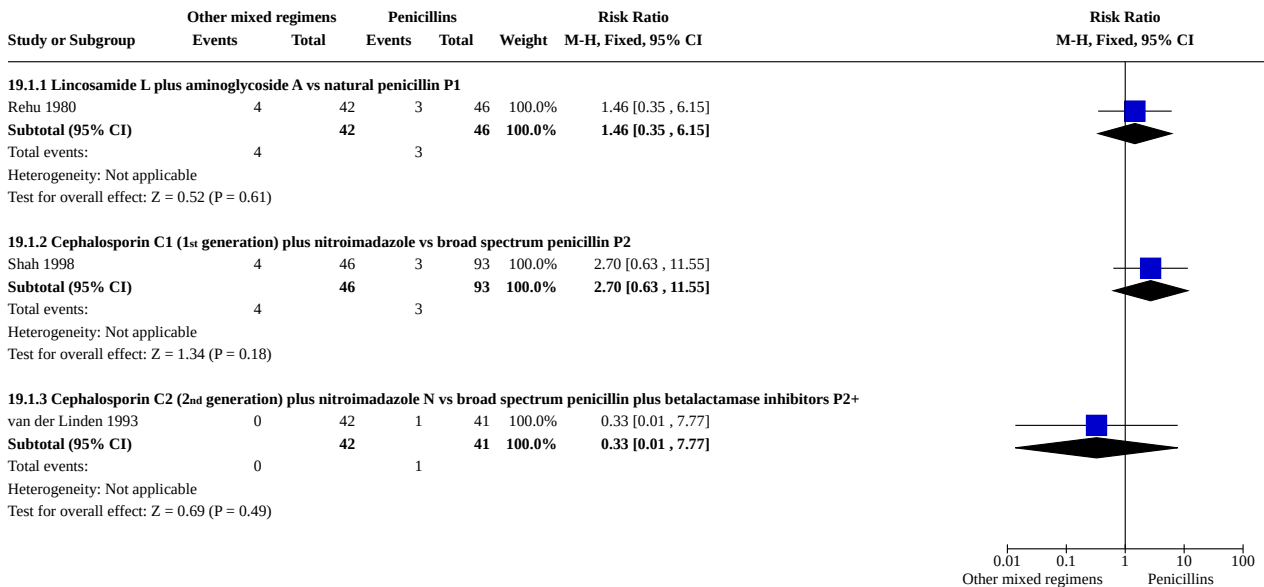 Other mixed regimens Penicillins Risk Ratio Risk Ratio
Study or Subgroup Events Total Events Total Weight M-H, Fixed, 95% CI M-H, Fixed, 95% CI
19.1.1 Lincosamide L plus aminoglycoside A vs natural penicillin P1
Rehu 1980 4 42 3 46 100.0% 1.46 [0.35 , 6.15]
Subtotal (95% CI) 42 46 100.0% 1.46 [0.35 , 6.15]
Total events: 4 3
Heterogeneity: Not applicable
Test for overall effect: Z = 0.52 (P = 0.61)
19.1.2 Cephalosporin C1 (1st generation) plus nitroimadazole vs broad spectrum penicillin P2
Shah 1998 4 46 3 93 100.0% 2.70 [0.63 , 11.55]
Subtotal (95% CI) 46 93 100.0% 2.70 [0.63 , 11.55]
Total events: 4 3
Heterogeneity: Not applicable
Test for overall effect: Z = 1.34 (P = 0.18)
19.1.3 Cephalosporin C2 (2nd generation) plus nitroimadazole N vs broad spectrum penicillin plus betalactamase inhibitors P2+
van der Linden 1993 0 42 1 41 100.0% 0.33 [0.01 , 7.77]
Subtotal (95% CI) 42 41 100.0% 0.33 [0.01 , 7.77]
Total events: 0 1
Heterogeneity: Not applicable
Test for overall effect: Z = 0.69 (P = 0.49)
0.01 0.1 1 10 100
Other mixed regimens Penicillins